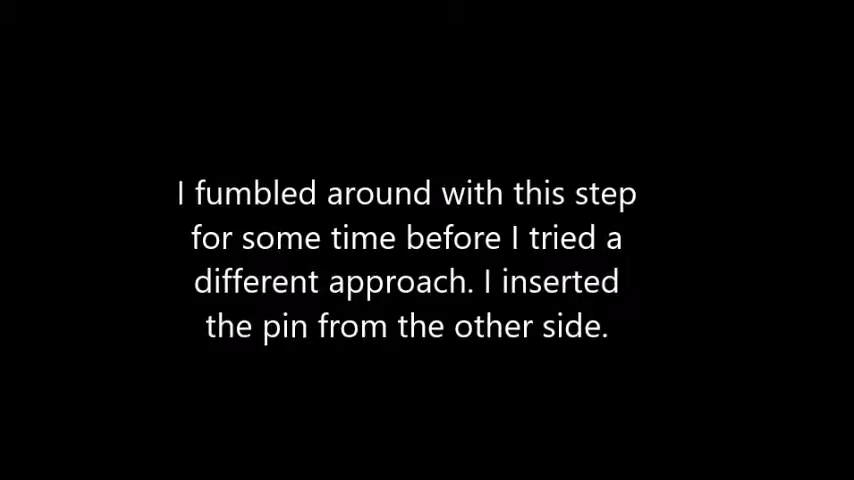 I fumbled around with this step
for some time before I tried a
different approach. I inserted
the pin from the other side.